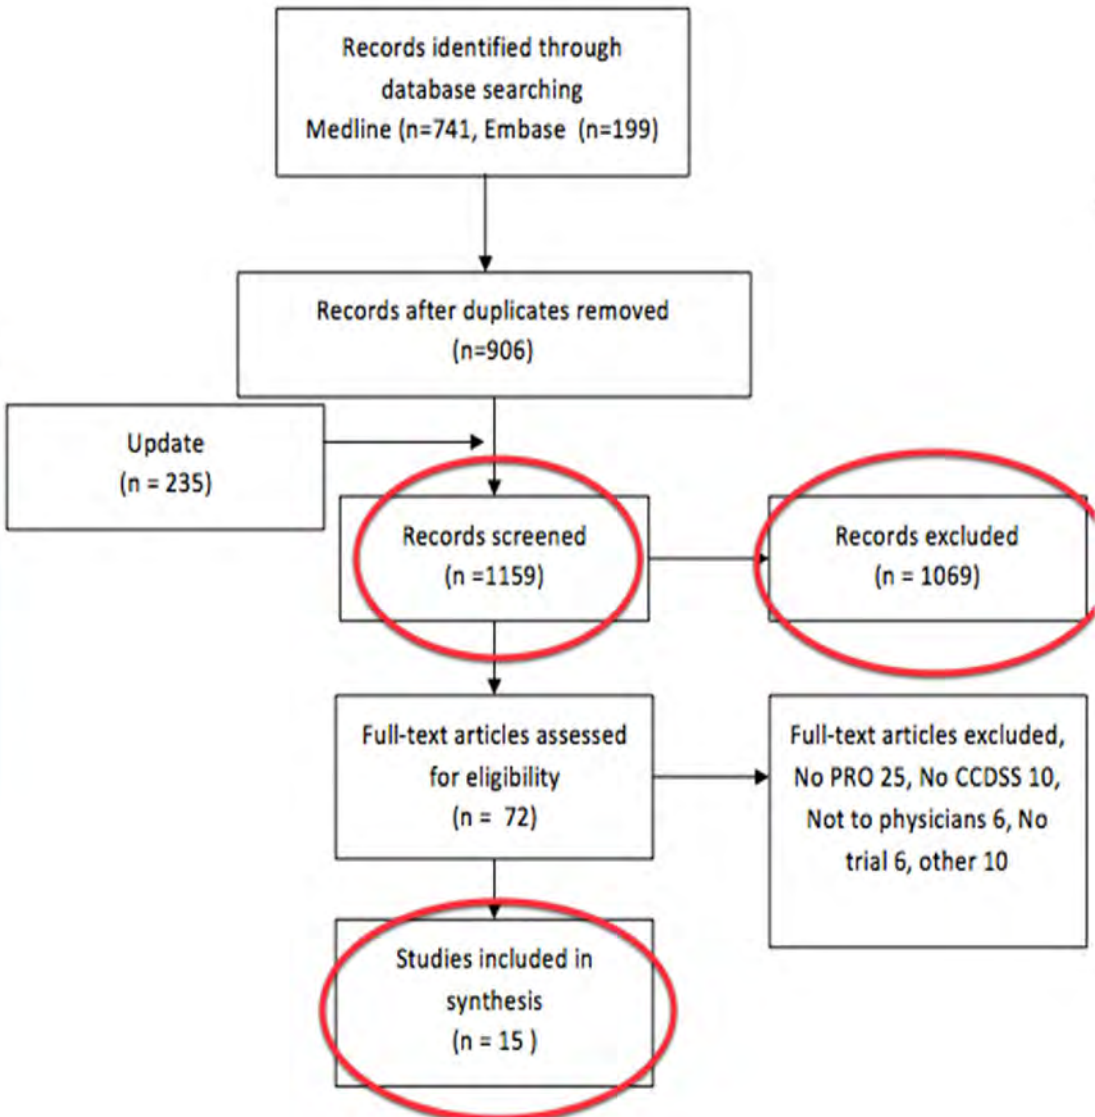 Records identified through
database searching
Medline (n=741, Embase (n=199)
Records after duplicates removed
(n=906)
Update
(n = 235)
Records screened
(n =1159)
Records excluded
(n = 1069)
Full-text articles assessed
for eligibility
(n = 72)
Full-text articles excluded,
No PRO 25, No CCDSS 10,
Not to physicians 6, No
trial 6, other 10
Studies included in
synthesis
(n = 15 )